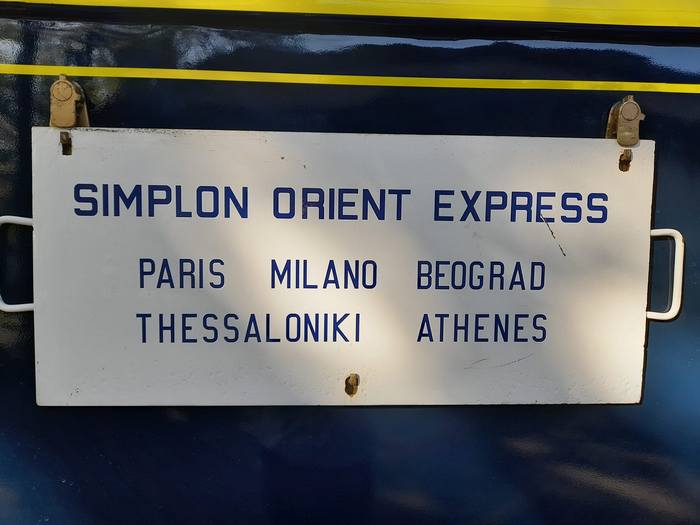 SIMPLON ORIENT EXPRESS
PARIS MILANO BEOGRAD
THESSALONIKI ATHENES